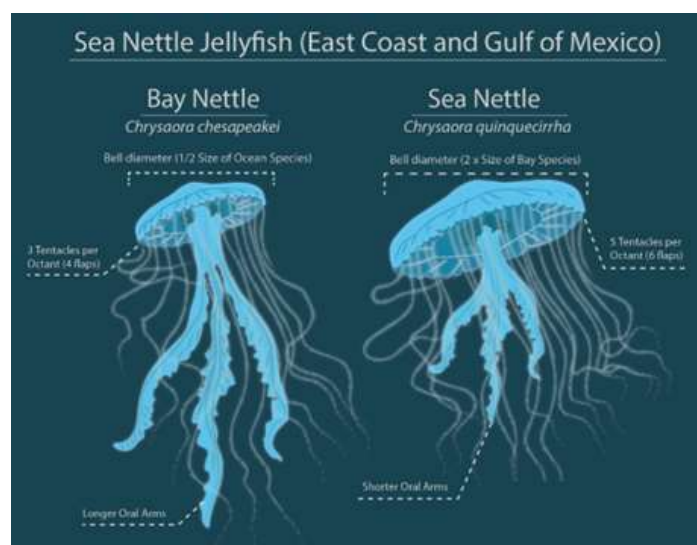 Sea Nettle Jellyfish (East Coast and Gulf of Mexico)
Bay Nettle
Chrysaora chesapeakei
Bell diameter (1/2 Size of Ocean Species)
3 Tentacles per
Octant (4 flaps)
Longer Oral Arms
Sea Nettle
Chrysaora quinquecirrha
Bell diameter (2 x Size of Bay Species)
5 Tentacles per
Octant (6 flaps)
Shorter Oral Arms